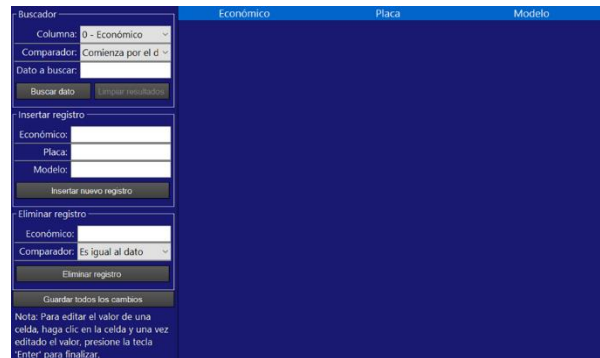 Buscador
Columna: 0 - Económico
Comparador: Comienza por el d
Dato a buscar:
Buscar dato Limpiar resultados
Insertar registro
Económico:
Placa:
Modelo:
Insertar nuevo registro
Eliminar registro
Económico:
Comparador: Es igual al dato
Eliminar registro
Guardar todos los cambios
Nota: Para editar el valor de una
celda, haga clic en la celda y una vez
editado el valor, presione la tecla
'Enter' para finalizar.
Económico Placa Modelo